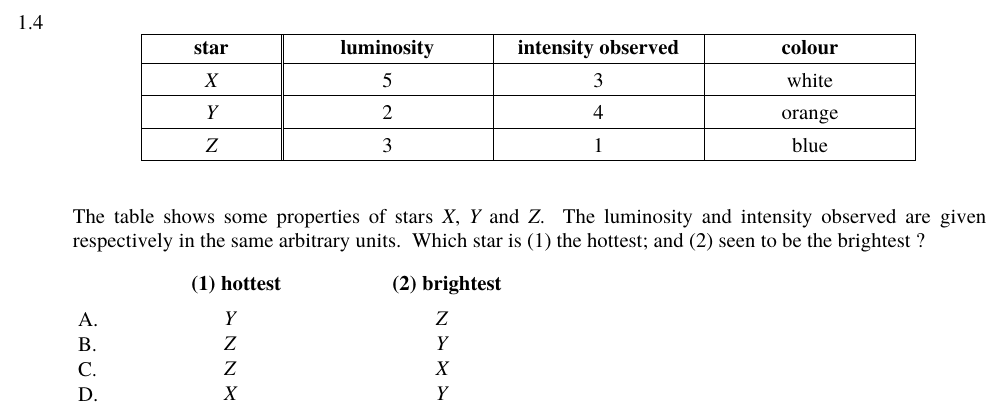 1.4
star luminosity intensity observed colour
X 5 3 white
Y 2 4 orange
Z 3 1 blue
The table shows some properties of stars X, Y and Z. The luminosity and intensity observed are given
respectively in the same arbitrary units. Which star is (1) the hottest; and (2) seen to be the brightest ?
(1) hottest (2) brightest
A. Y Z
B. Z Y
C. Z X
D. X Y